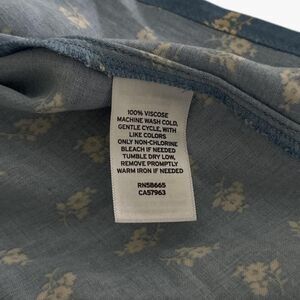 100% VISCOSE
MACHINE WASH COLD,
GENTLE CYCLE, WITH
LIKE COLORS
ONLY NON-CHLORINE
BLEACH IF NEEDED
TUMBLE DRY LOW,
REMOVE PROMPTLY
WARM IRON IF NEEDED
RN58665
CA57963